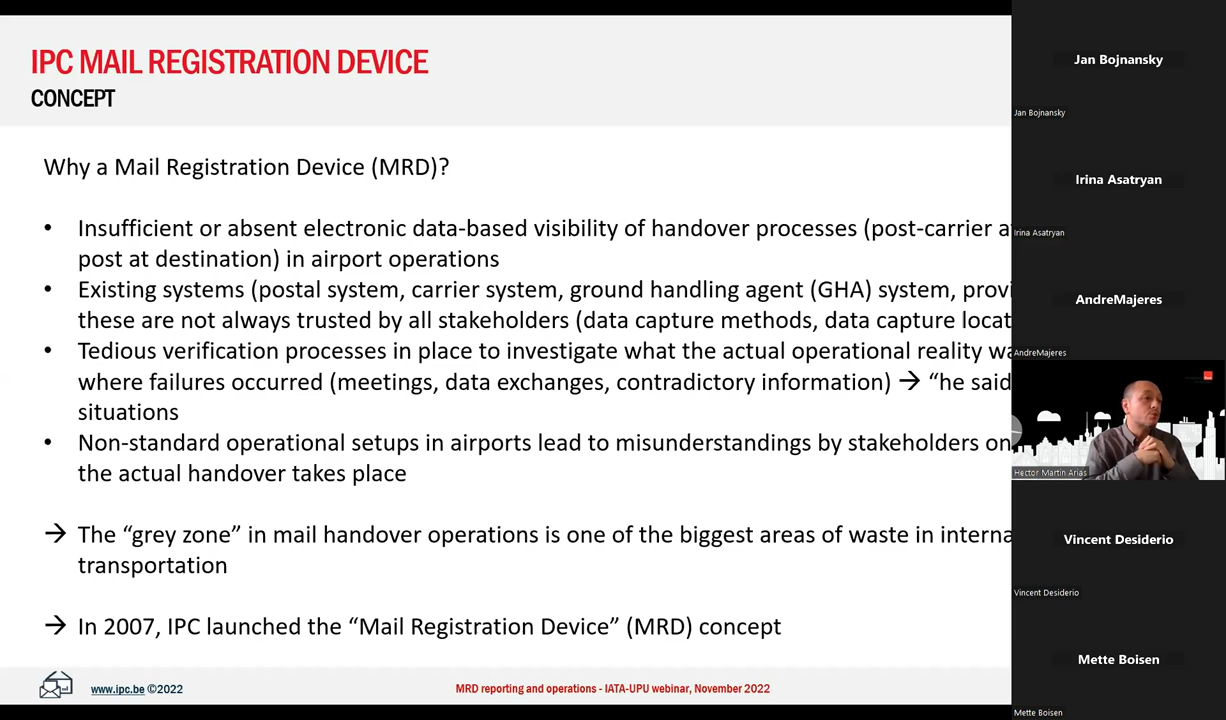 IPC MAIL REGISTRATION DEVICE
CONCEPT
Why a Mail Registration Device (MRD)?
• Insufficient or absent electronic data-based visibility of handover processes (post-carrier
post at destination) in airport operations
• Existing systems (postal system, carrier system, ground handling agent (GHA) system,
these are not always trusted by all stakeholders (data capture methods, data capture
• Tedious verification processes in place to investigate what the actual operational reality
where failures occurred (meetings, data exchanges, contradictory information) → “he said
situations
• Non-standard operational setups in airports lead to misunderstandings by stakeholders on
the actual handover takes place
→ The “grey zone” in mail handover operations is one of the biggest areas of waste in
transportation
→ In 2007, IPC launched the “Mail Registration Device” (MRD) concept
www.ipc.be ©2022
MRD reporting and operations - IATA-UPU webinar, November 2022
Jan Bojnansky
Jan Bojnansky
Irina Asatryan
Irina Asatryan
AndreMajeres
AndreMajeres
Hector Martin Arias
Vincent Desiderio
Vincent Desiderio
Mette Boisen
Mette Boisen